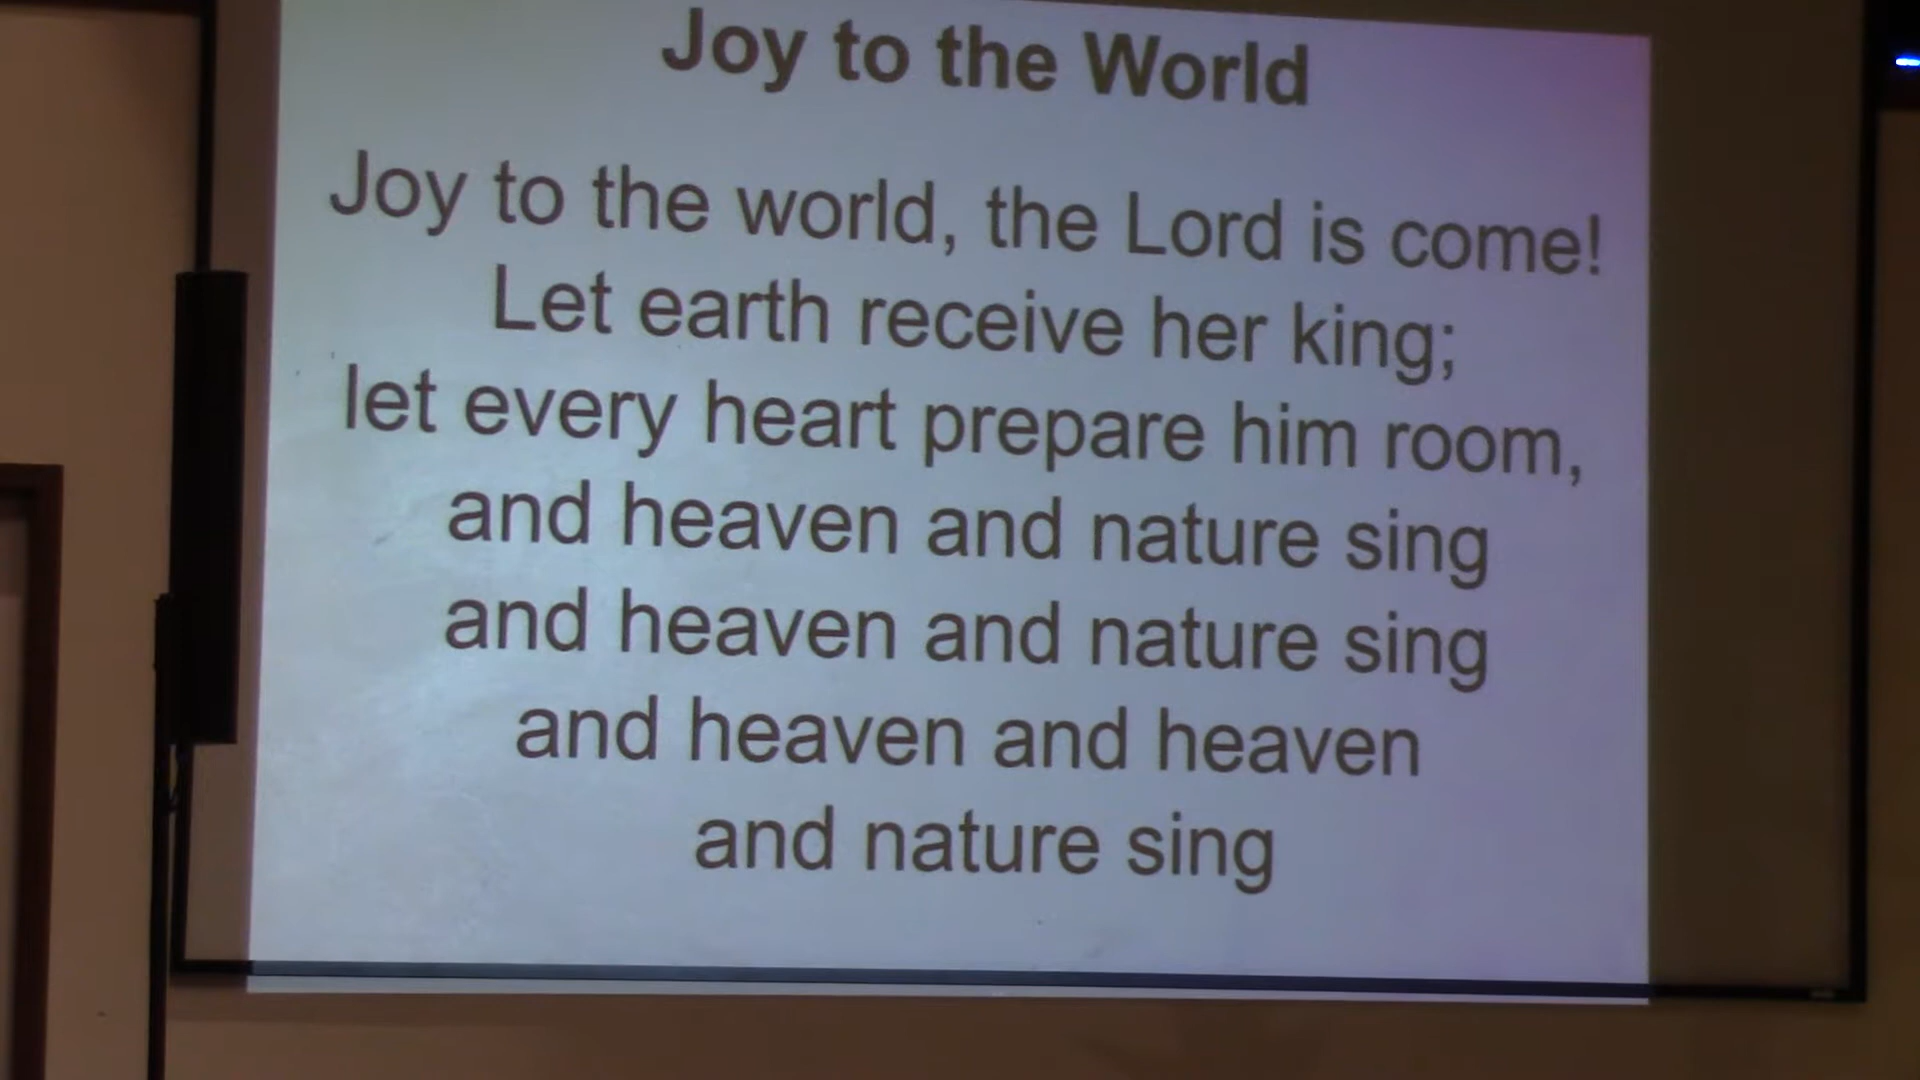 Joy to the World
Joy to the world, the Lord is come!
Let earth receive her king;
let every heart prepare him room,
and heaven and nature sing
and heaven and nature sing
and heaven and heaven
and nature sing